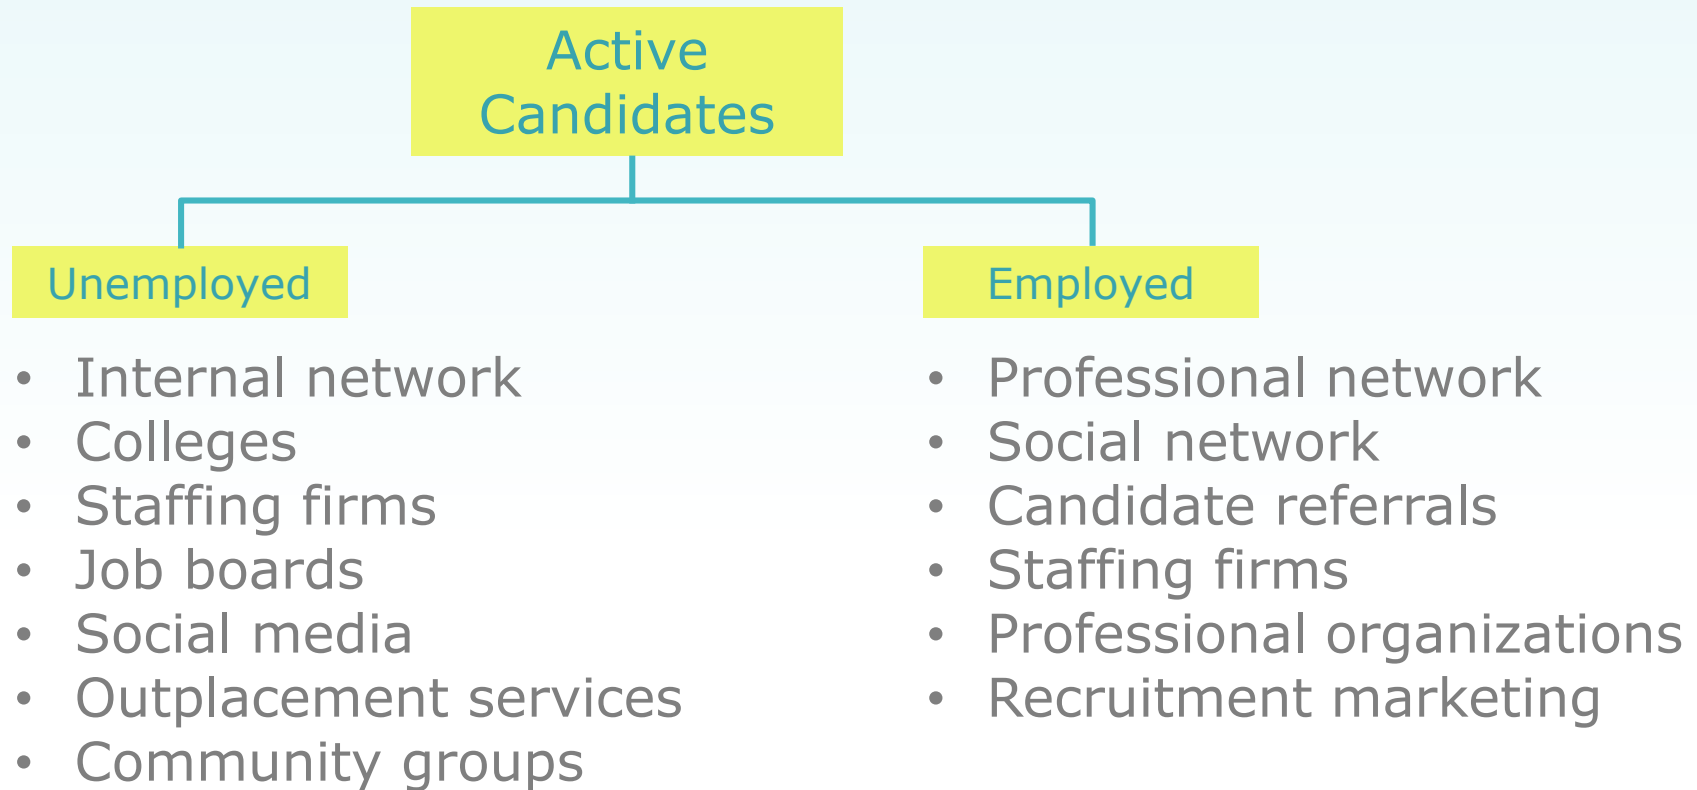 Active
Candidates
Unemployed
• Internal network
• Colleges
• Staffing firms
• Job boards
• Social media
• Outplacement services
• Community groups
Employed
• Professional network
• Social network
• Candidate referrals
• Staffing firms
• Professional organizations
• Recruitment marketing